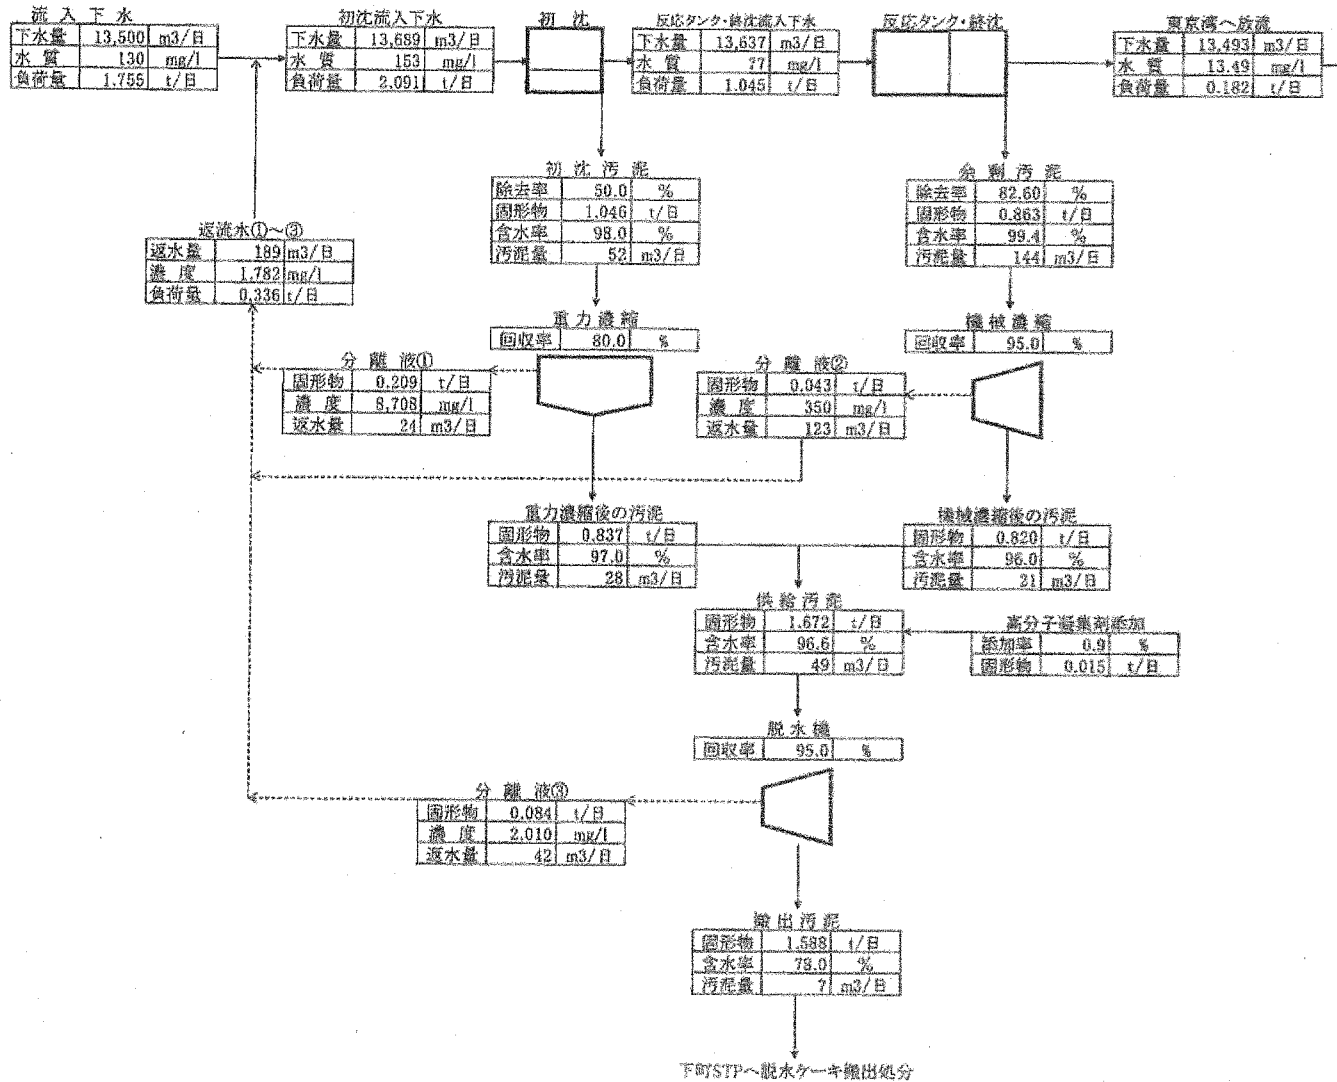 流入下水
下水量 13,500 m3/日
水質 130 mg/l
負荷量 1.755 t/日
初沈流入下水
下水量 13,689 m3/日
水質 153 mg/l
負荷量 2.091 t/日
初沈
反応タンク・終沈流入下水
下水量 13,637 m3/日
水質 77 mg/l
負荷量 1.045 t/日
反応タンク・終沈
東京湾へ放流
下水量 13,493 m3/日
水質 13.49 mg/l
負荷量 0.182 t/日
初沈汚泥
除去率 50.0 %
固形物 1.046 t/日
含水率 98.0 %
汚泥量 52 m3/日
余剰汚泥
除去率 82.60 %
固形物 0.863 t/日
含水率 99.4 %
汚泥量 144 m3/日
返流水①～③
返水量 189 m3/日
濃度 1,782 mg/l
負荷量 0.336 t/日
重力濃縮
回収率 80.0 %
機械濃縮
回収率 95.0 %
分離液①
固形物 0.209 t/日
濃度 8,708 mg/l
返水量 24 m3/日
分離液②
固形物 0.043 t/日
濃度 350 mg/l
返水量 123 m3/日
重力濃縮後の汚泥
固形物 0.837 t/日
含水率 97.0 %
汚泥量 28 m3/日
機械濃縮後の汚泥
固形物 0.820 t/日
含水率 96.0 %
汚泥量 21 m3/日
供給汚泥
固形物 1.672 t/日
含水率 96.6 %
汚泥量 49 m3/日
高分子凝集剤添加
添加率 0.9 %
固形物 0.015 t/日
脱水機
回収率 95.0 %
分離液③
固形物 0.084 t/日
濃度 2,010 mg/l
返水量 42 m3/日
搬出汚泥
固形物 1.588 t/日
含水率 78.0 %
汚泥量 7 m3/日
下町STPへ脱水ケーキ搬出処分